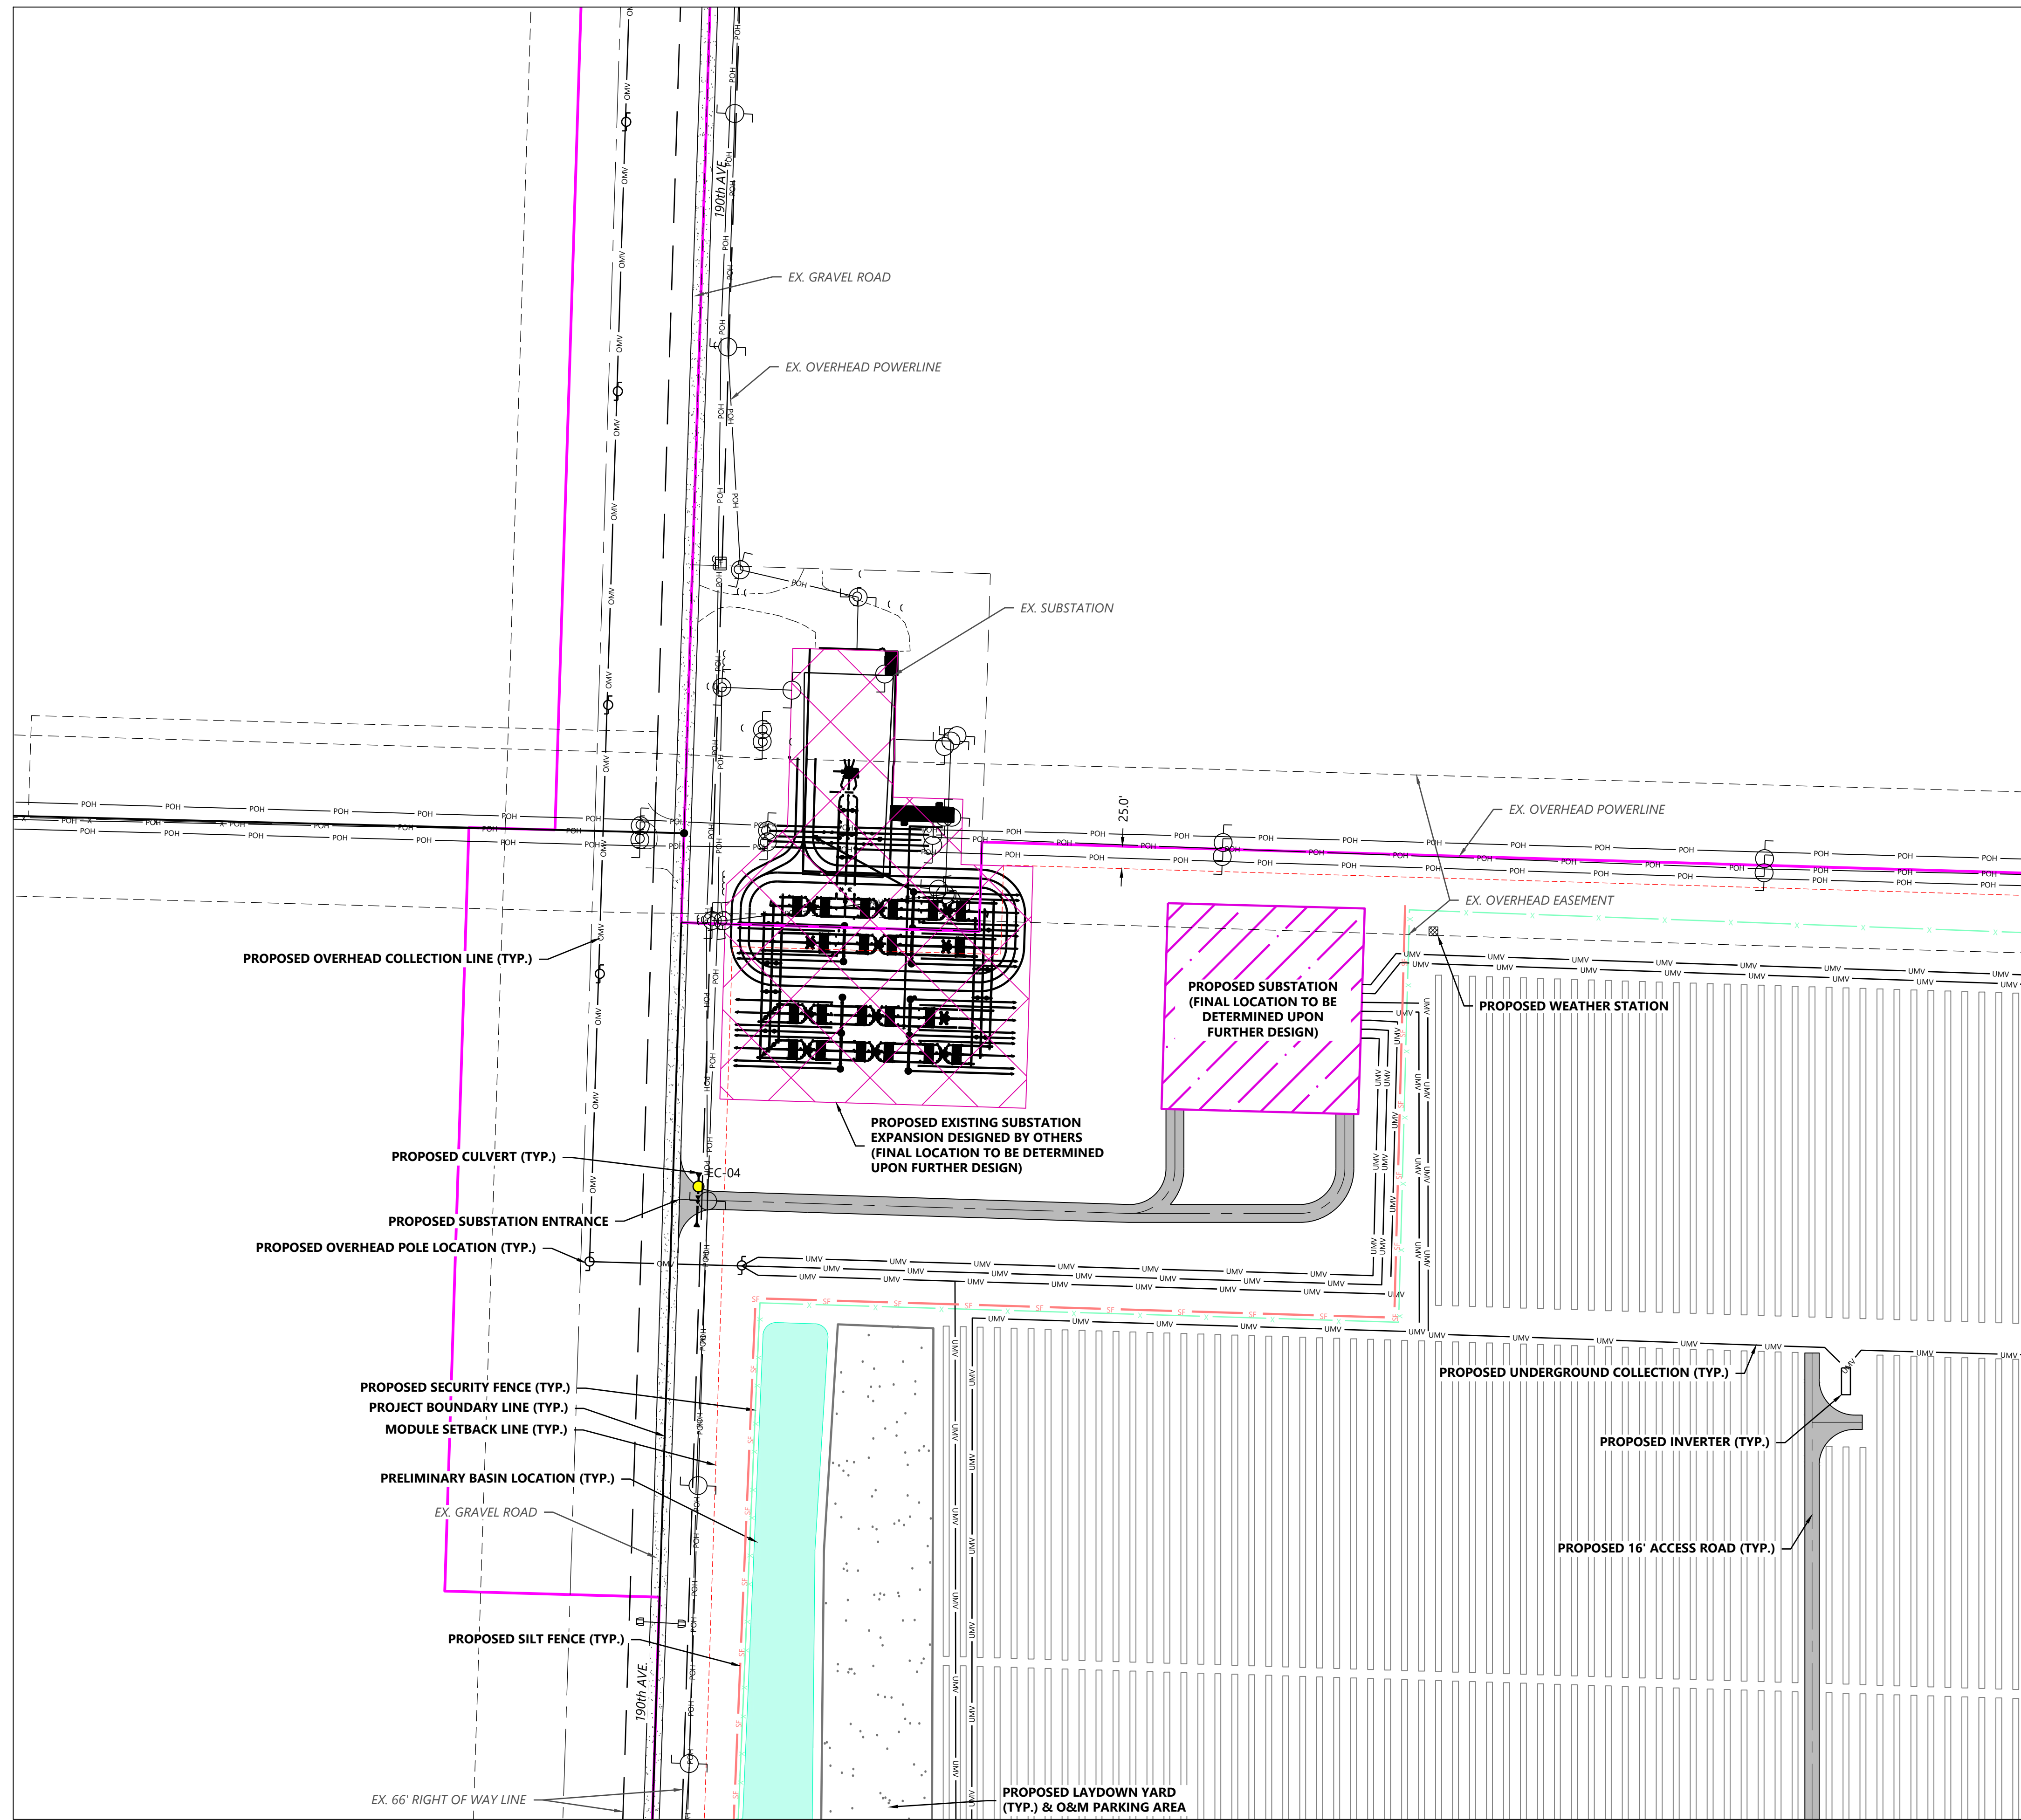 190th AVE.
EX. GRAVEL ROAD
EX. OVERHEAD POWERLINE
EX. SUBSTATION
25.0'
EX. OVERHEAD POWERLINE
EX. OVERHEAD EASEMENT
PROPOSED OVERHEAD COLLECTION LINE (TYP.)
PROPOSED SUBSTATION
(FINAL LOCATION TO BE
DETERMINED UPON
FURTHER DESIGN)
PROPOSED WEATHER STATION
PROPOSED EXISTING SUBSTATION
EXPANSION DESIGNED BY OTHERS
(FINAL LOCATION TO BE DETERMINED
UPON FURTHER DESIGN)
PROPOSED CULVERT (TYP.)
EC-04
PROPOSED SUBSTATION ENTRANCE
PROPOSED OVERHEAD POLE LOCATION (TYP.)
PROPOSED SECURITY FENCE (TYP.)
PROJECT BOUNDARY LINE (TYP.)
MODULE SETBACK LINE (TYP.)
PRELIMINARY BASIN LOCATION (TYP.)
EX. GRAVEL ROAD
PROPOSED UNDERGROUND COLLECTION (TYP.)
PROPOSED INVERTER (TYP.)
PROPOSED 16' ACCESS ROAD (TYP.)
PROPOSED SILT FENCE (TYP.)
190th AVE.
EX. 66' RIGHT OF WAY LINE
PROPOSED LAYDOWN YARD
(TYP.) & O&M PARKING AREA
POH
OMV
UMV
SF
X